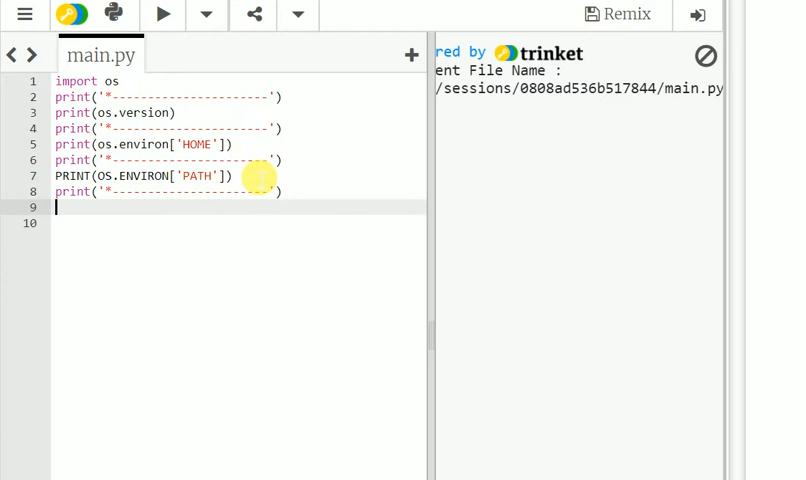 Remix
main.py
1 import os
2 print('*----------------------')
3 print(os.version)
4 print('*----------------------')
5 print(os.environ['HOME'])
6 print('*----------------------')
7 PRINT(OS.ENVIRON['PATH'])
8 print('*----------------------')
9
10
red by trinket
ent File Name :
/sessions/0808ad536b517844/main.py